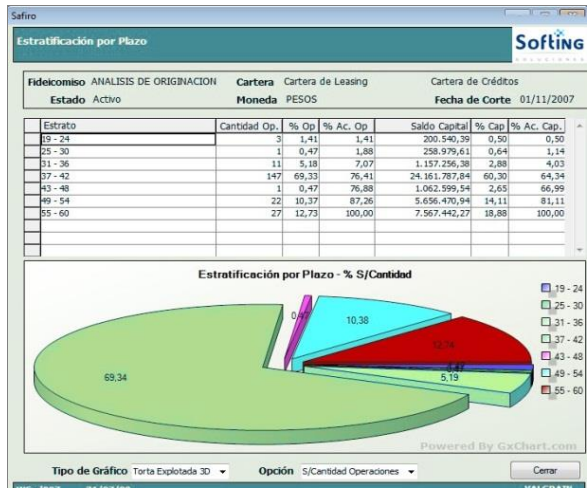 Safiro
Estratificación por Plazo
Softing
SOLUCIONES
Fideicomiso ANALISIS DE ORIGINACION Cartera Cartera de Leasing Cartera de Créditos
Estado Activo Moneda PESOS Fecha de Corte 01/11/2007
Estrato Cantidad Op. % Op % Ac. Op Saldo Capital % Cap % Ac. Cap.
19 - 24 3 1,41 1,41 200.540,39 0,50 0,50
25 - 30 1 0,47 1,88 258.979,61 0,64 1,14
31 - 36 11 5,18 7,07 1.157.256,38 2,88 4,03
37 - 42 147 69,33 76,41 24.161.787,84 60,30 64,34
43 - 48 1 0,47 76,88 1.062.599,54 2,65 66,99
49 - 54 22 10,37 87,26 5.656.470,94 14,11 81,11
55 - 60 27 12,73 100,00 7.567.442,27 18,88 100,00
Estratificación por Plazo - % S/Cantidad
0,47
10,38
12,74
69,34
5,19
19 - 24
25 - 30
31 - 36
37 - 42
43 - 48
49 - 54
55 - 60
Powered By GxChart.com
Tipo de Gráfico Torta Explotada 3D Opción S/Cantidad Operaciones Cerrar